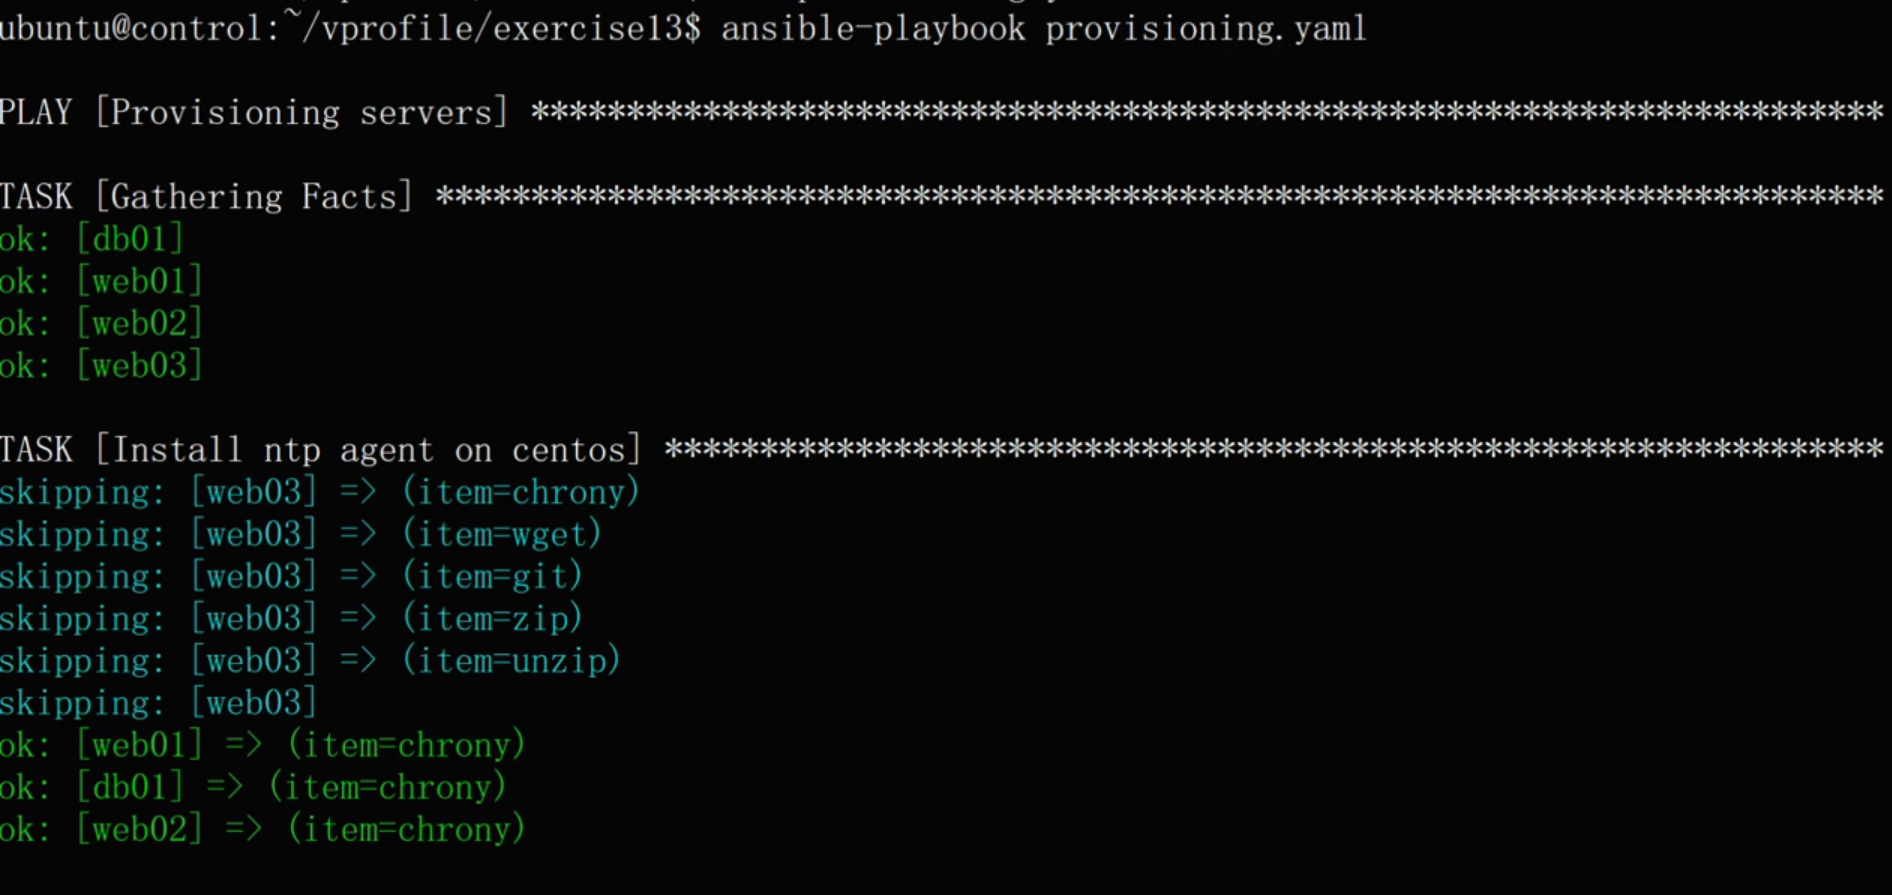 ubuntu@control:~/vprofile/exercise13$ ansible-playbook provisioning.yaml
PLAY [Provisioning servers] ***********************************************************************
TASK [Gathering Facts] ****************************************************************************
ok: [db01]
ok: [web01]
ok: [web02]
ok: [web03]
TASK [Install ntp agent on centos] ****************************************************************
skipping: [web03] => (item=chrony)
skipping: [web03] => (item=wget)
skipping: [web03] => (item=git)
skipping: [web03] => (item=zip)
skipping: [web03] => (item=unzip)
skipping: [web03]
ok: [web01] => (item=chrony)
ok: [db01] => (item=chrony)
ok: [web02] => (item=chrony)